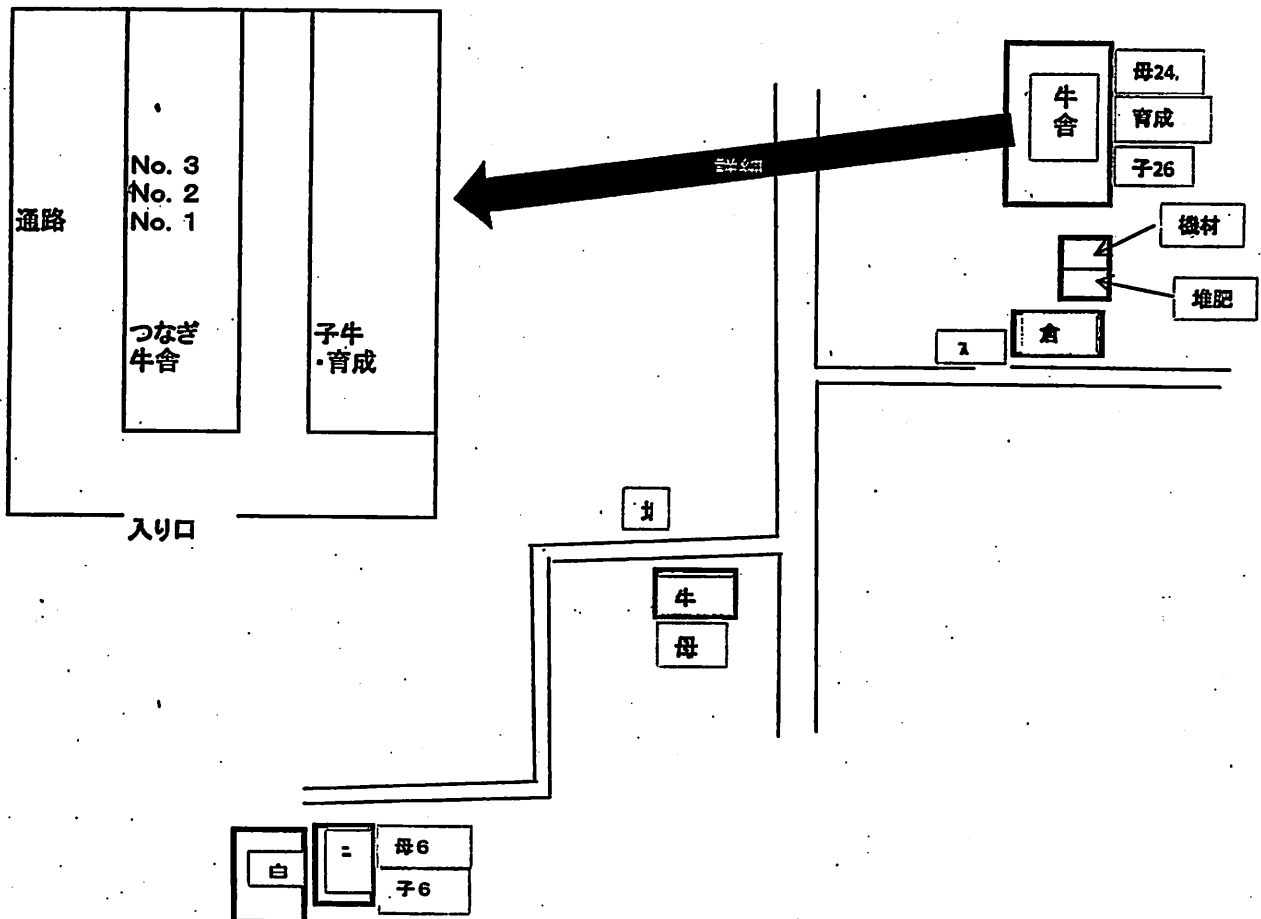 通路
No. 3
No. 2
No. 1
つなぎ
牛舎
子牛
・育成
入り口
詳細
牛
舎
母24.
育成
子26
機材
堆肥
倉
ス
牛
母
白
母6
子6